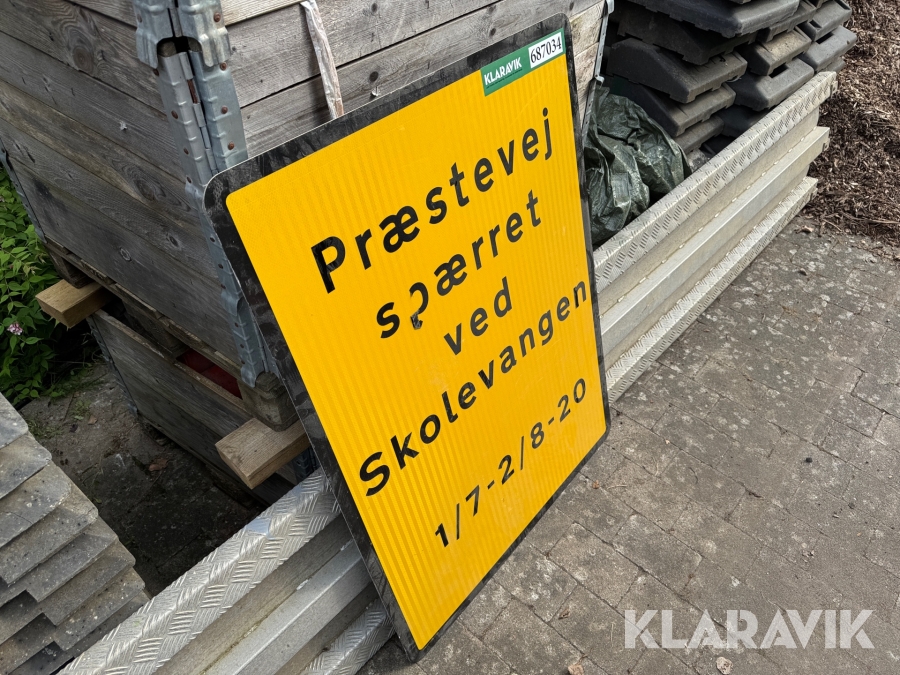 KLARAVIK 687034
Præstevej
spærret
ved
Skolevangen
1/7-2/8-20
KLARAVIK